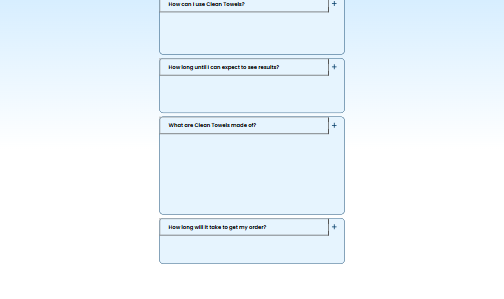 How can I use Clean Towels?
+
How long until I can expect to see results?
+
What are Clean Towels made of?
+
How long will it take to get my order?
+